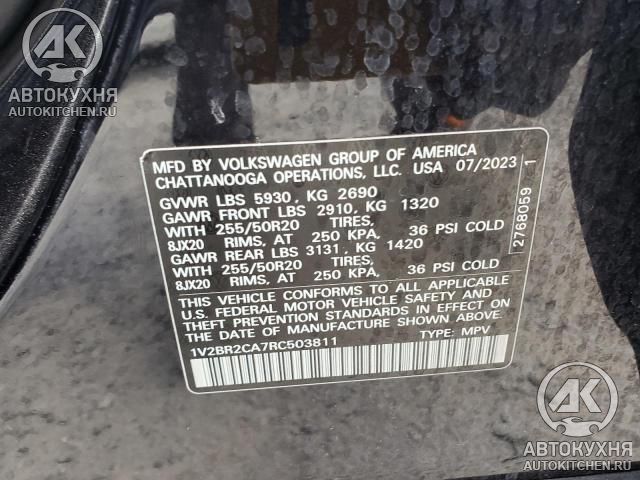 АК
АВТОКУХНЯ
AUTOKITCHEN.RU
MFD BY VOLKSWAGEN GROUP OF AMERICA
CHATTANOOGA OPERATIONS, LLC. USA 07/2023
GVWR LBS 5930, KG 2690
GAWR FRONT LBS 2910, KG 1320
WITH 255/50R20 TIRES,
8JX20 RIMS, AT 250 KPA, 36 PSI COLD
GAWR REAR LBS 3131, KG 1420
WITH 255/50R20 TIRES,
8JX20 RIMS, AT 250 KPA, 36 PSI COLD
THIS VEHICLE CONFORMS TO ALL APPLICABLE
U.S. FEDERAL MOTOR VEHICLE SAFETY AND
THEFT PREVENTION STANDARDS IN EFFECT ON THE
DATE OF MANUFACTURE SHOWN ABOVE.
1V2BR2CA7RC503811 TYPE: MPV
2768059 1
АК
АВТОКУХНЯ
AUTOKITCHEN.RU